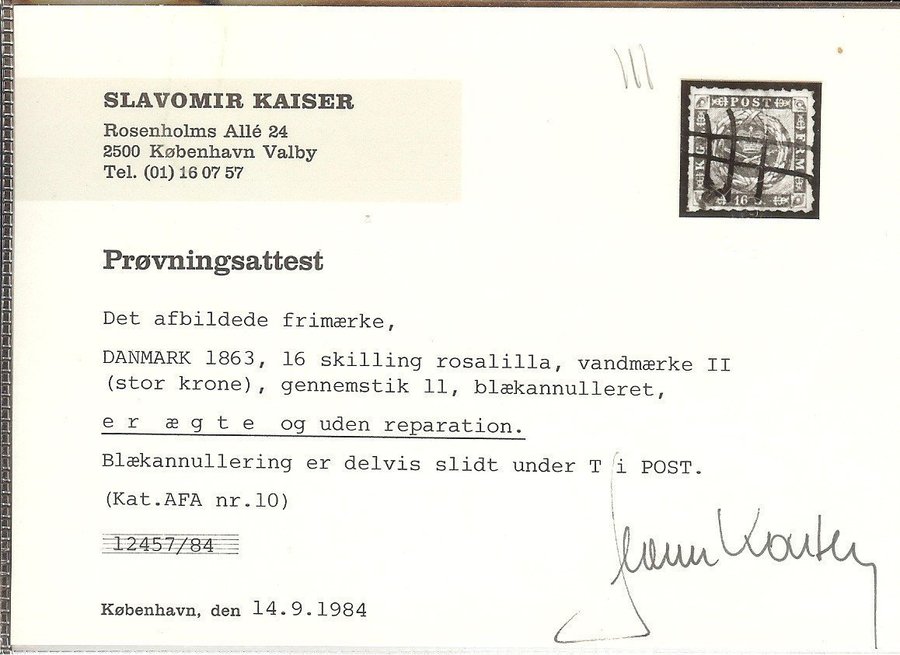 SLAVOMIR KAISER
Rosenholms Allé 24
2500 København Valby
Tel. (01) 16 07 57
POST
16 S.
Prøvningsattest
Det afbildede frimærke,
DANMARK 1863, 16 skilling rosalilla, vandmærke II
(stor krone), gennemstik 11, blækannulleret,
er ægte og uden reparation.
Blækannullering er delvis slidt under T i POST.
(Kat.AFA nr.10)
12457/84
København, den 14.9.1984